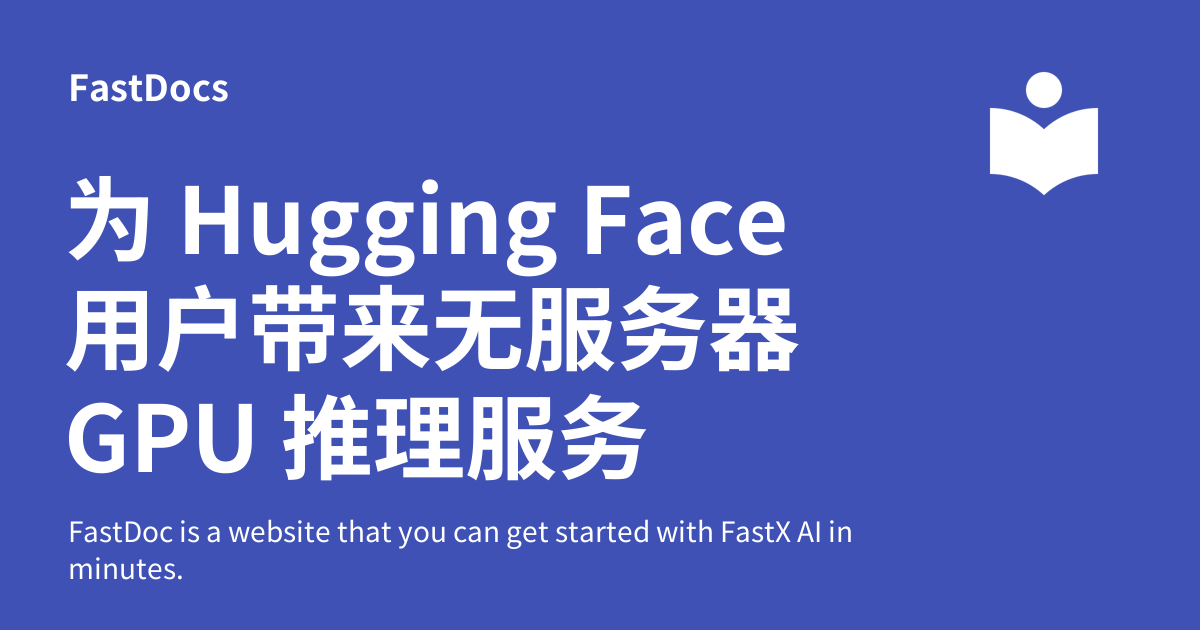 FastDocs
为 Hugging Face
用户带来无服务器
GPU 推理服务
FastDoc is a website that you can get started with FastX AI in
minutes.